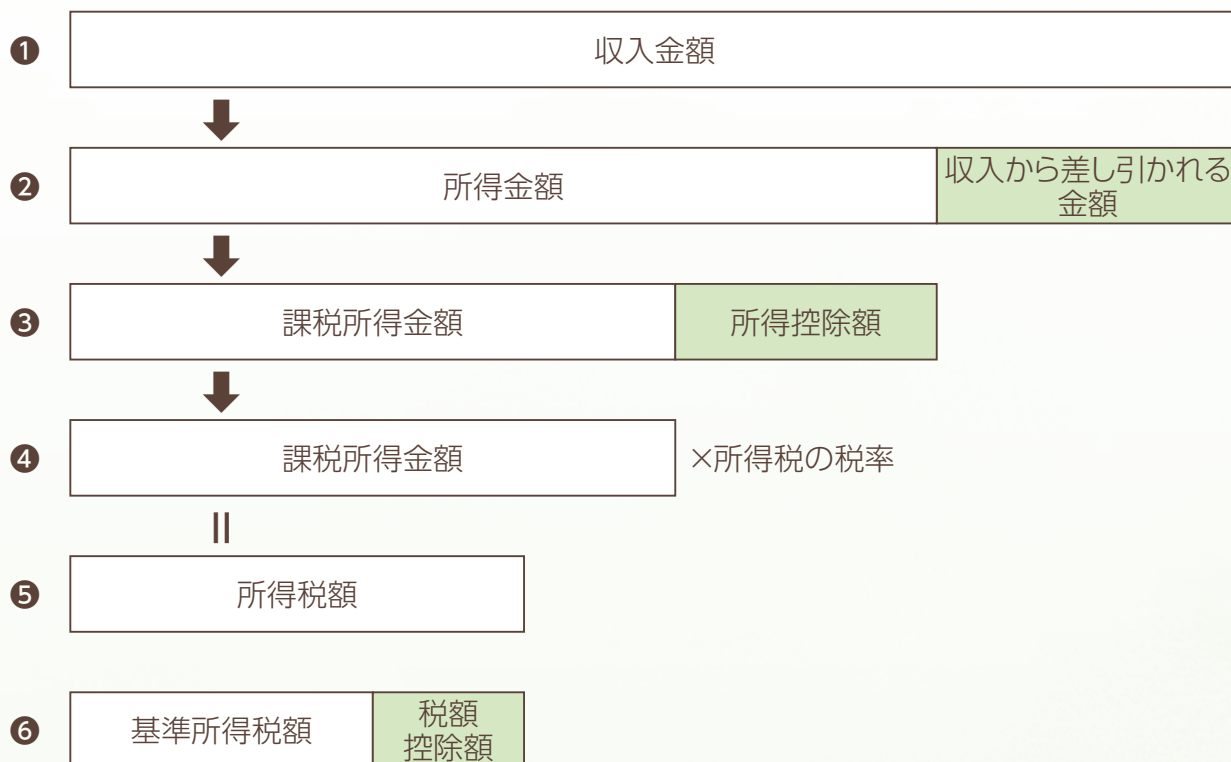 ❶ 収入金額
❷ 所得金額 収入から差し引かれる
金額
❸ 課税所得金額 所得控除額
❹ 課税所得金額 ×所得税の税率
❺ 所得税額
❻ 基準所得税額 税額
控除額